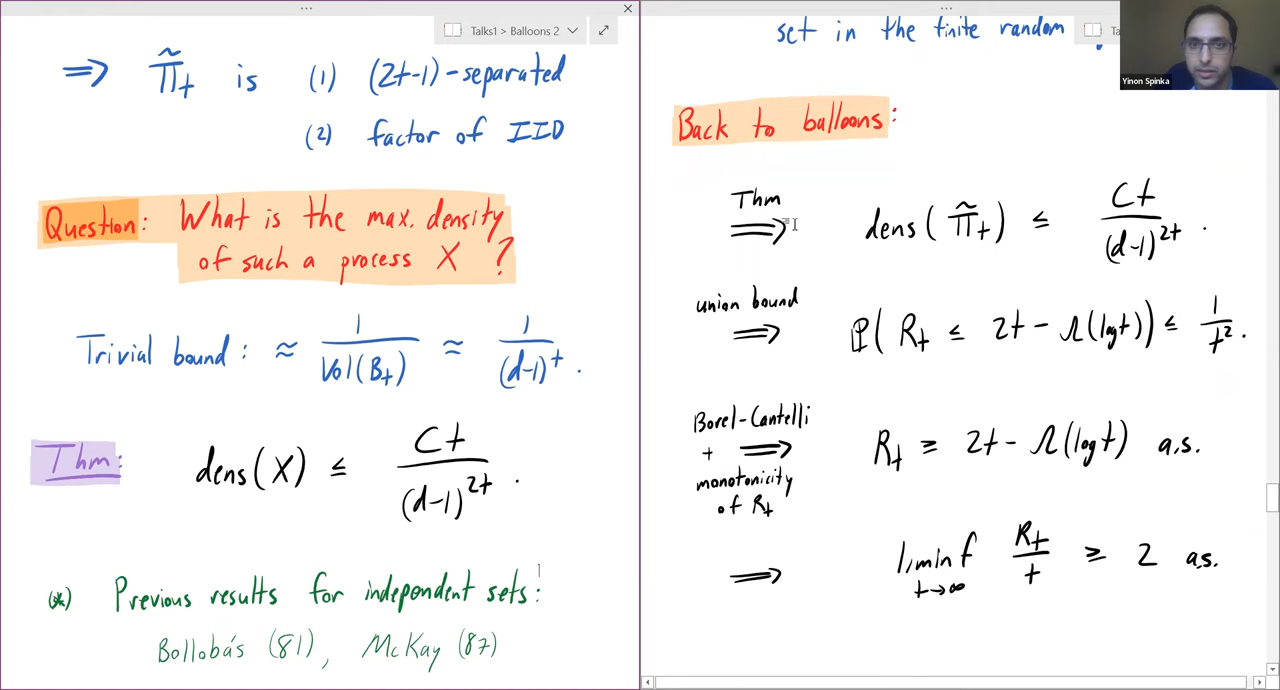 Talks1 > Balloons 2
⟹ Π̃_t is (1) (2t-1)-separated
(2) factor of IID
Question: What is the max. density
of such a process X ?
Trivial bound: ≈ 1/Vol(B_t) ≈ 1/(d-1)^t .
Thm: dens(X) ≤ Ct/(d-1)^{2t} .
(*) Previous results for independent sets:
Bollobás (81), McKay (87)
set in the finite random
Yinon Spinka
Back to balloons:
Thm ⟹ dens(Π̃_t) ≤ Ct/(d-1)^{2t} .
union bound ⟹ ℙ(R_t ≤ 2t - Ω(log t)) ≤ 1/t^2 .
Borel-Cantelli
+ ⟹ R_t ≥ 2t - Ω(log t) a.s.
monotonicity
of R_t
⟹ liminf_{t→∞} R_t/t ≥ 2 a.s.